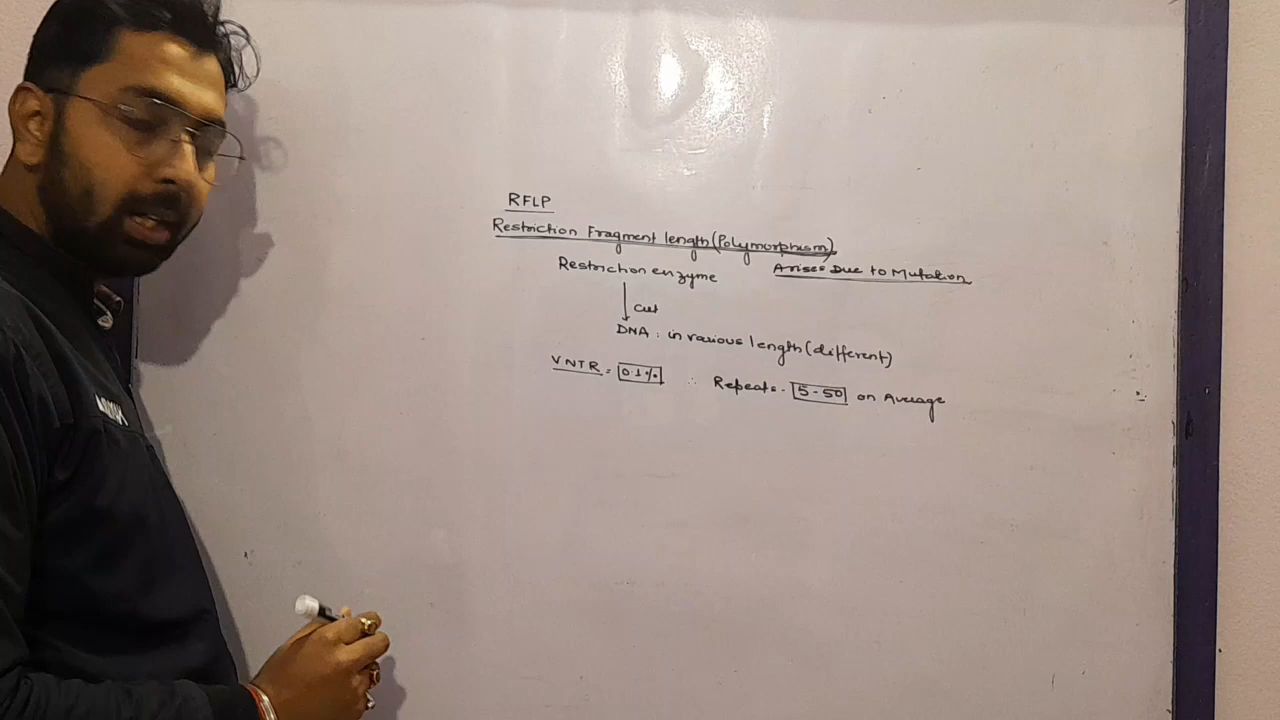 RFLP
Restriction Fragment length (Polymorphism)
Restriction enzyme Arises Due to Mutation
cut
DNA : in various length (different)
VNTR = 0.1% ∴ Repeats - 5-50 on Average